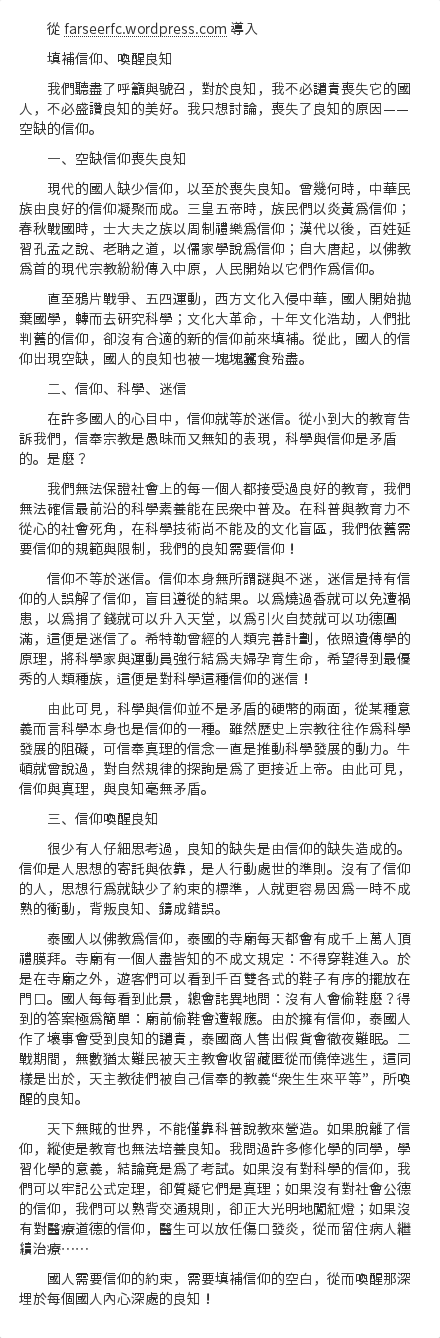 從 farseerfc.wordpress.com 導入
填補信仰、喚醒良知
我們聽盡了呼籲與號召，對於良知，我不必譴責喪失它的國
人，不必盛讚良知的美好。我只想討論，喪失了良知的原因——
空缺的信仰。
一、空缺信仰喪失良知
現代的國人缺少信仰，以至於喪失良知。曾幾何時，中華民
族由良好的信仰凝聚而成。三皇五帝時，族民們以炎黃爲信仰；
春秋戰國時，士大夫之族以周制禮樂爲信仰；漢代以後，百姓延
習孔孟之說、老聃之道，以儒家學說爲信仰；自大唐起，以佛教
爲首的現代宗教紛紛傳入中原，人民開始以它們作爲信仰。
直至鴉片戰爭、五四運動，西方文化入侵中華，國人開始拋
棄國學，轉而去研究科學；文化大革命，十年文化浩劫，人們批
判舊的信仰，卻沒有合適的新的信仰前來填補。從此，國人的信
仰出現空缺，國人的良知也被一塊塊蠶食殆盡。
二、信仰、科學、迷信
在許多國人的心目中，信仰就等於迷信。從小到大的教育告
訴我們，信奉宗教是愚昧而又無知的表現，科學與信仰是矛盾
的。是麼？
我們無法保證社會上的每一個人都接受過良好的教育，我們
無法確信最前沿的科學素養能在民衆中普及。在科普與教育力不
從心的社會死角，在科學技術尚不能及的文化盲區，我們依舊需
要信仰的規範與限制，我們的良知需要信仰！
信仰不等於迷信。信仰本身無所謂謎與不迷，迷信是持有信
仰的人誤解了信仰，盲目遵從的結果。以爲燒過香就可以免遭禍
患，以爲捐了錢就可以升入天堂，以爲引火自焚就可以功德圓
滿，這便是迷信了。希特勒曾經的人類完善計劃，依照遺傳學的
原理，將科學家與運動員強行結爲夫婦孕育生命，希望得到最優
秀的人類種族，這便是對科學這種信仰的迷信！
由此可見，科學與信仰並不是矛盾的硬幣的兩面，從某種意
義而言科學本身也是信仰的一種。雖然歷史上宗教往往作爲科學
發展的阻礙，可信奉真理的信念一直是推動科學發展的動力。牛
頓就曾說過，對自然規律的探詢是爲了更接近上帝。由此可見，
信仰與真理，與良知毫無矛盾。
三、信仰喚醒良知
很少有人仔細思考過，良知的缺失是由信仰的缺失造成的。
信仰是人思想的寄託與依靠，是人行動處世的準則。沒有了信仰
的人，思想行爲就缺少了約束的標準，人就更容易因爲一時不成
熟的衝動，背叛良知、鑄成錯誤。
泰國人以佛教爲信仰，泰國的寺廟每天都會有成千上萬人頂
禮膜拜。寺廟有一個人盡皆知的不成文規定：不得穿鞋進入。於
是在寺廟之外，遊客們可以看到千百雙各式的鞋子有序的擺放在
門口。國人每每看到此景，總會詫異地問：沒有人會偷鞋麼？得
到的答案極爲簡單：廟前偷鞋會遭報應。由於擁有信仰，泰國人
作了壞事會受到良知的譴責，泰國商人售出假貨會徹夜難眠。二
戰期間，無數猶太難民被天主教會收留藏匿從而僥倖逃生，這同
樣是出於，天主教徒們被自己信奉的教義“衆生生來平等”，所喚
醒的良知。
天下無賊的世界，不能僅靠科普說教來營造。如果脫離了信
仰，縱使是教育也無法培養良知。我問過許多修化學的同學，學
習化學的意義，結論竟是爲了考試。如果沒有對科學的信仰，我
們可以牢記公式定理，卻質疑它們是真理；如果沒有對社會公德
的信仰，我們可以熟背交通規則，卻正大光明地闖紅燈；如果沒
有對醫療道德的信仰，醫生可以放任傷口發炎，從而留住病人繼
續治療……
國人需要信仰的約束，需要填補信仰的空白，從而喚醒那深
埋於每個國人內心深處的良知！